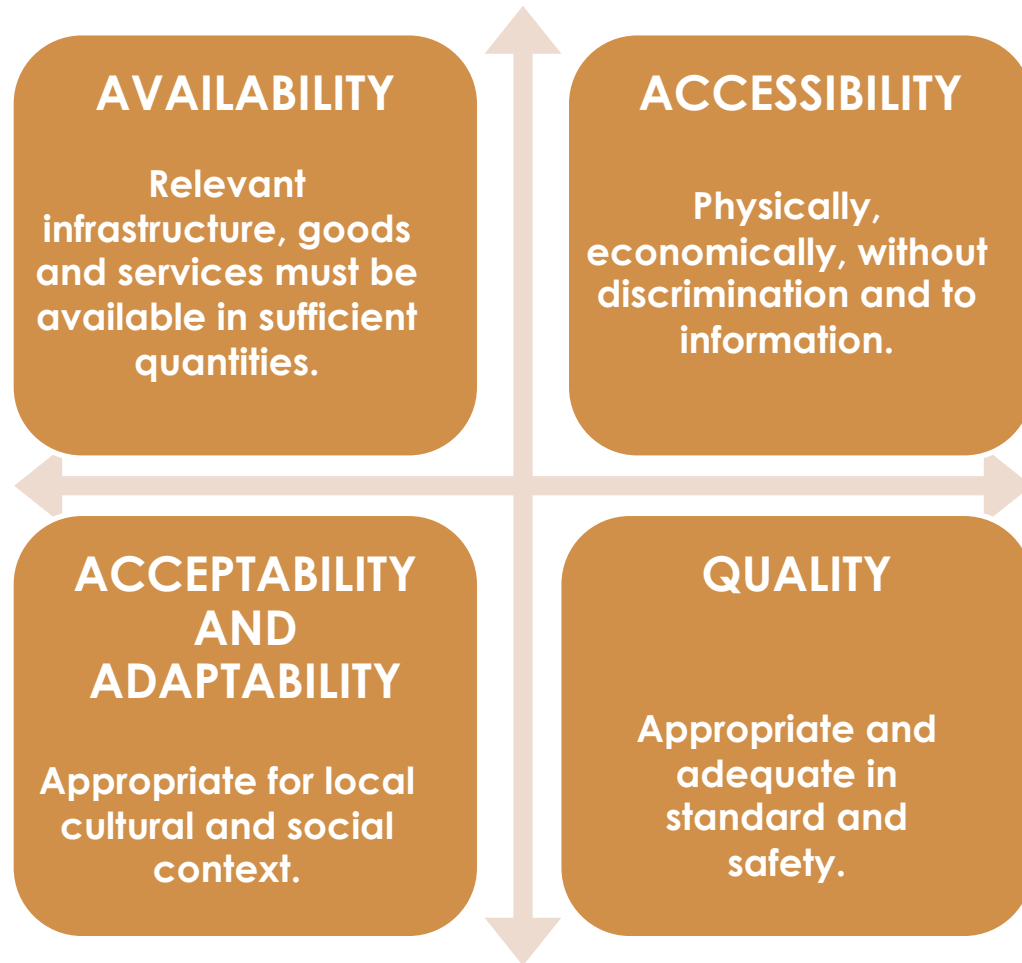 AVAILABILITY
Relevant
infrastructure, goods
and services must be
available in sufficient
quantities.
ACCESSIBILITY
Physically,
economically, without
discrimination and to
information.
ACCEPTABILITY
AND
ADAPTABILITY
Appropriate for local
cultural and social
context.
QUALITY
Appropriate and
adequate in
standard and
safety.